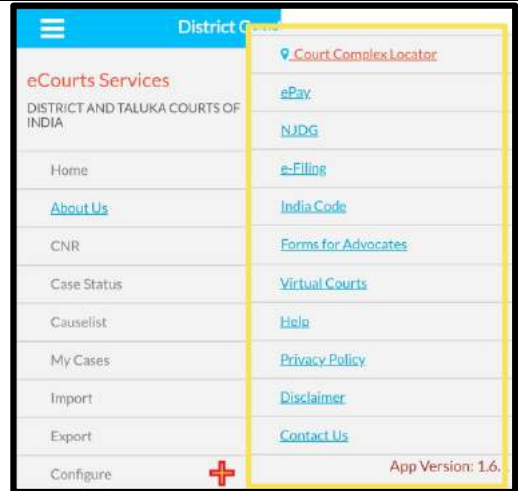 District C
eCourts Services
DISTRICT AND TALUKA COURTS OF
INDIA
Home
About Us
CNR
Case Status
Causelist
My Cases
Import
Export
Configure
Court Complex Locator
ePay
NJDG
e-Filing
India Code
Forms for Advocates
Virtual Courts
Help
Privacy Policy
Disclaimer
Contact Us
App Version: 1.6.